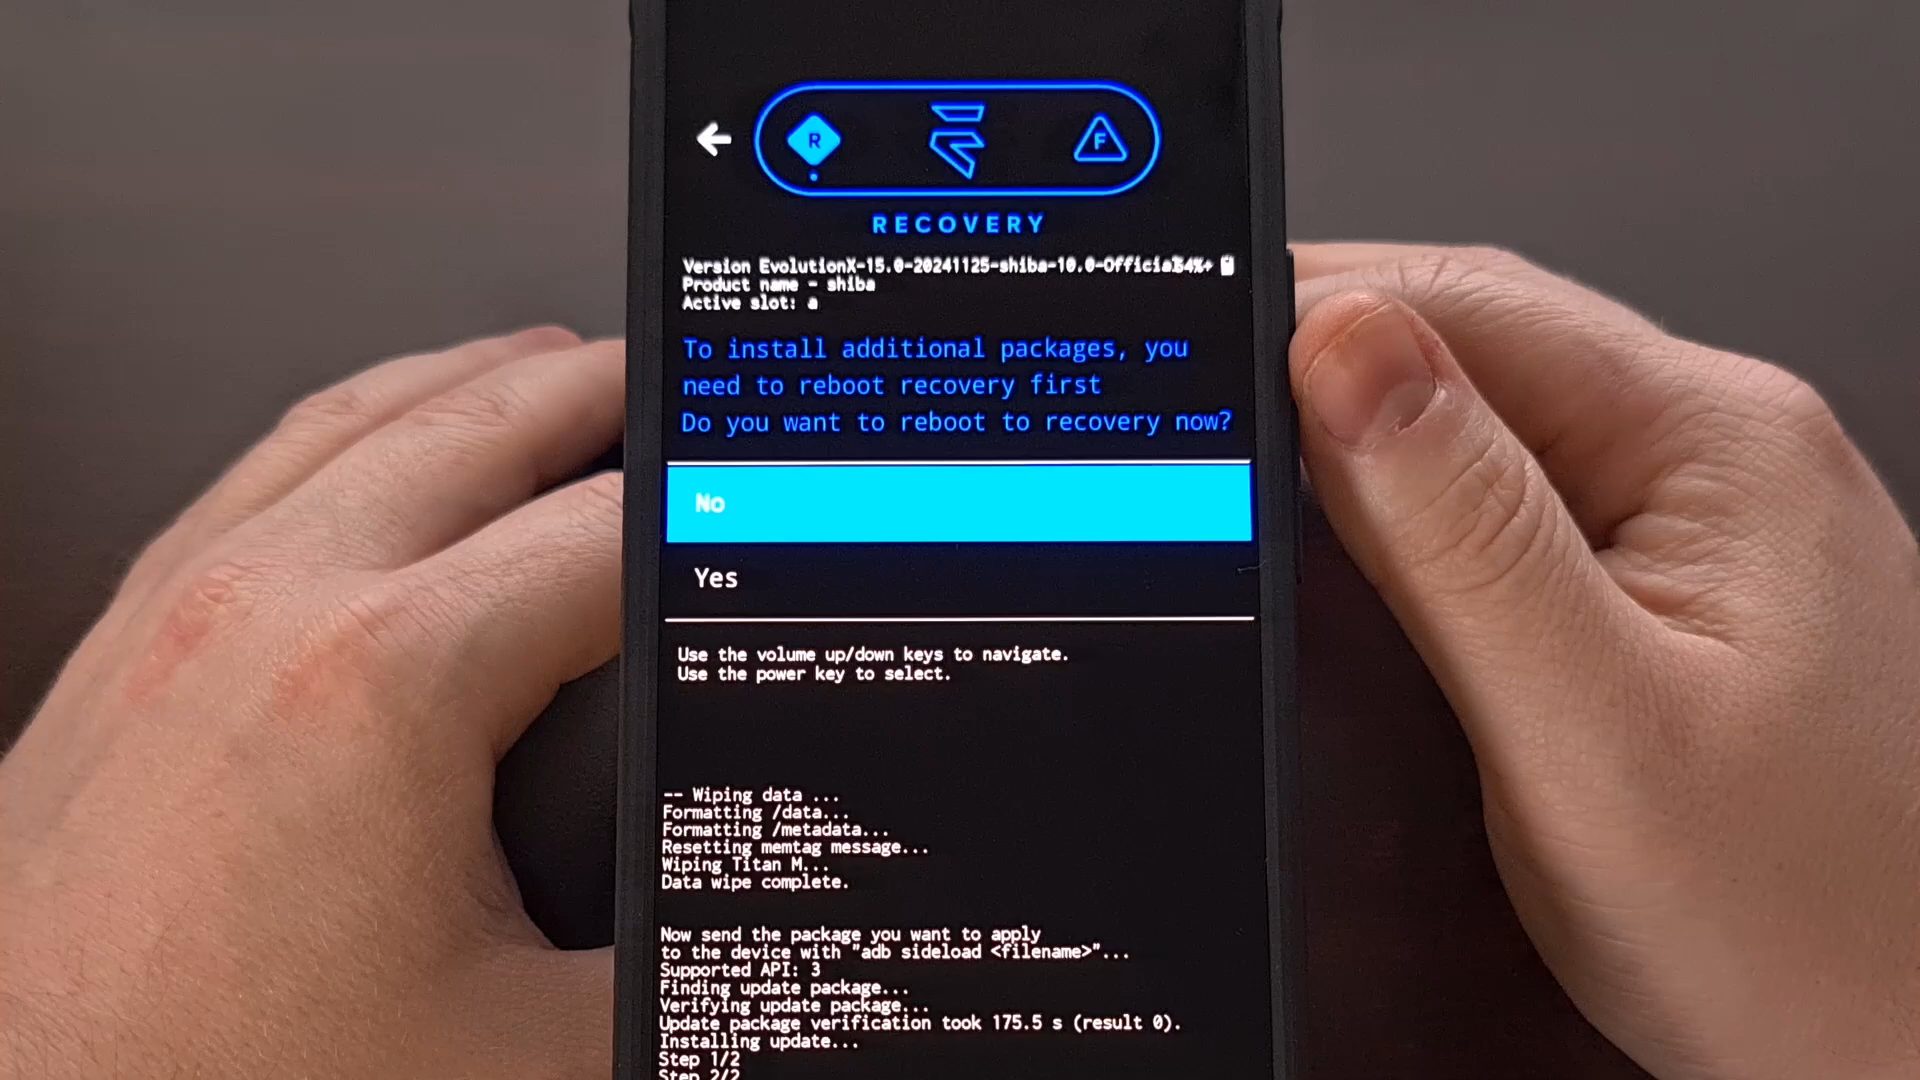 R F
RECOVERY
Version EvolutionX-15.0-20241125-shiba-10.0-Official54%+
Product name - shiba
Active slot: a
To install additional packages, you
need to reboot recovery first
Do you want to reboot to recovery now?
No
Yes
Use the volume up/down keys to navigate.
Use the power key to select.
-- Wiping data ...
Formatting /data...
Formatting /metadata...
Resetting memtag message...
Wiping Titan M...
Data wipe complete.
Now send the package you want to apply
to the device with "adb sideload <filename>"...
Supported API: 3
Finding update package...
Verifying update package...
Update package verification took 175.5 s (result 0).
Installing update...
Step 1/2
Step 2/2